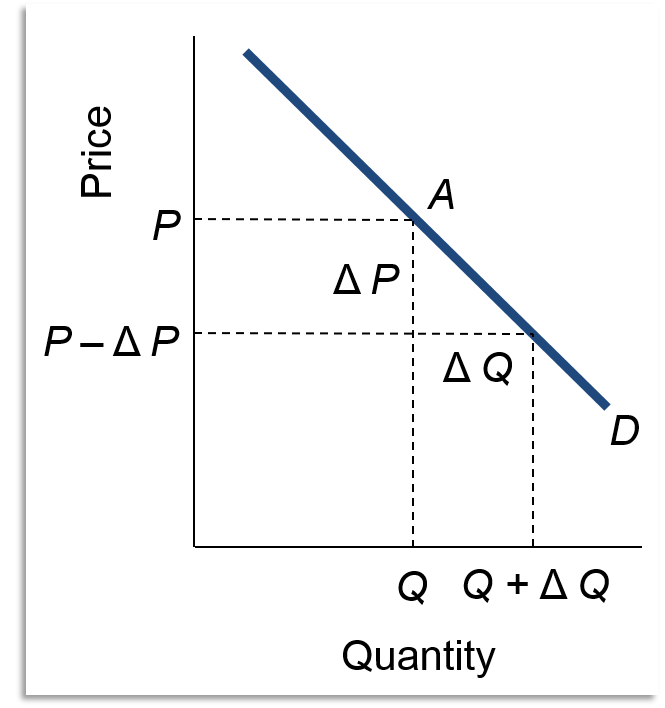 Price
A
P
Δ P
P – Δ P
Δ Q
D
Q
Q + Δ Q
Quantity